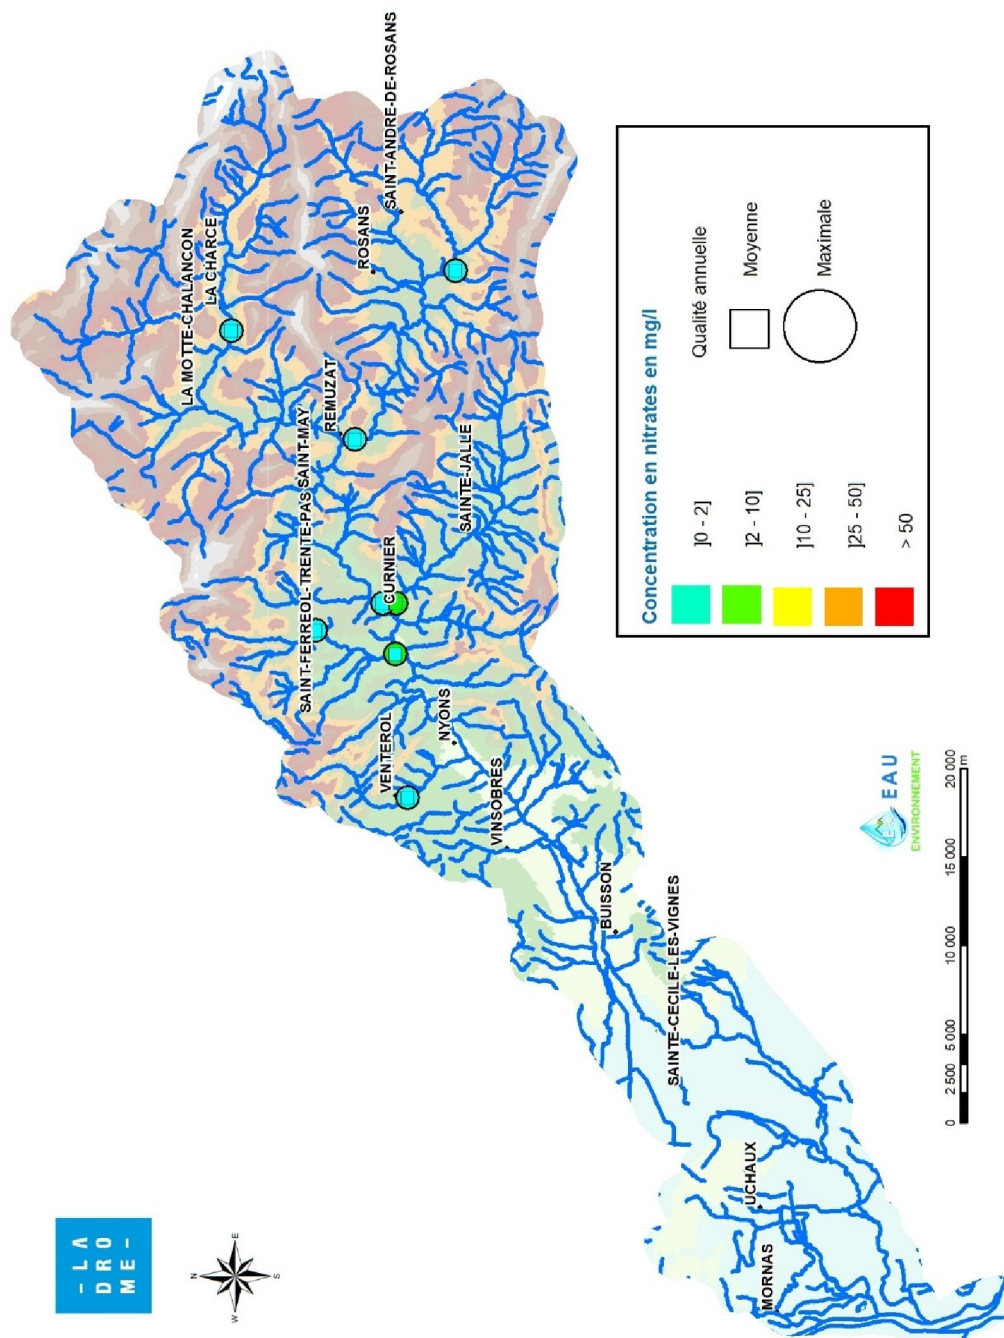 - LA
DRO
ME -
N
W
E
S
LA MOTTE-CHALANCON
LA CHARCE
SAINT-ANDRE-DE-ROSANS
ROSANS
REMUZAT
SAINT-FERREOL-TRENTE-PAS
SAINT-MAY
SAINTE-JALLE
CURNIER
VENTEROL
NYONS
VINSOBRES
BUISSON
SAINTE-CECILE-LES-VIGNES
UCHAUX
MORNAS
0 2 500 5 000 10 000 15 000 20 000
m
EAU
ENVIRONNEMENT
Concentration en nitrates en mg/l
]0 - 2]
]2 - 10]
]10 - 25]
]25 - 50]
> 50
Qualité annuelle
Moyenne
Maximale